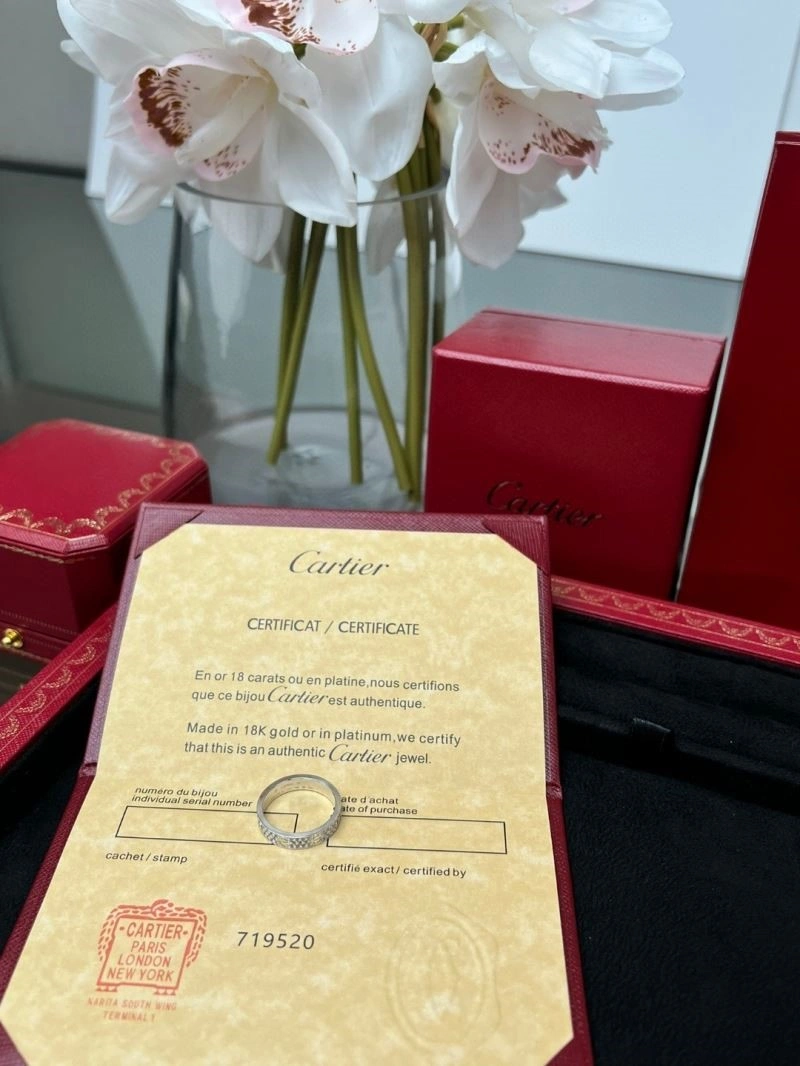 Cartier
Cartier
CERTIFICAT / CERTIFICATE
En or 18 carats ou en platine,nous certifions
que ce bijou Cartier est authentique.
Made in 18K gold or in platinum,we certify
that this is an authentic Cartier jewel.
numéro du bijou
individual serial number
ate d'achat
ate of purchase
cachet / stamp
certifié exact / certified by
·CARTIER·
PARIS
LONDON
NEW YORK
NARITA SOUTH WING
TERMINAL 1
719520